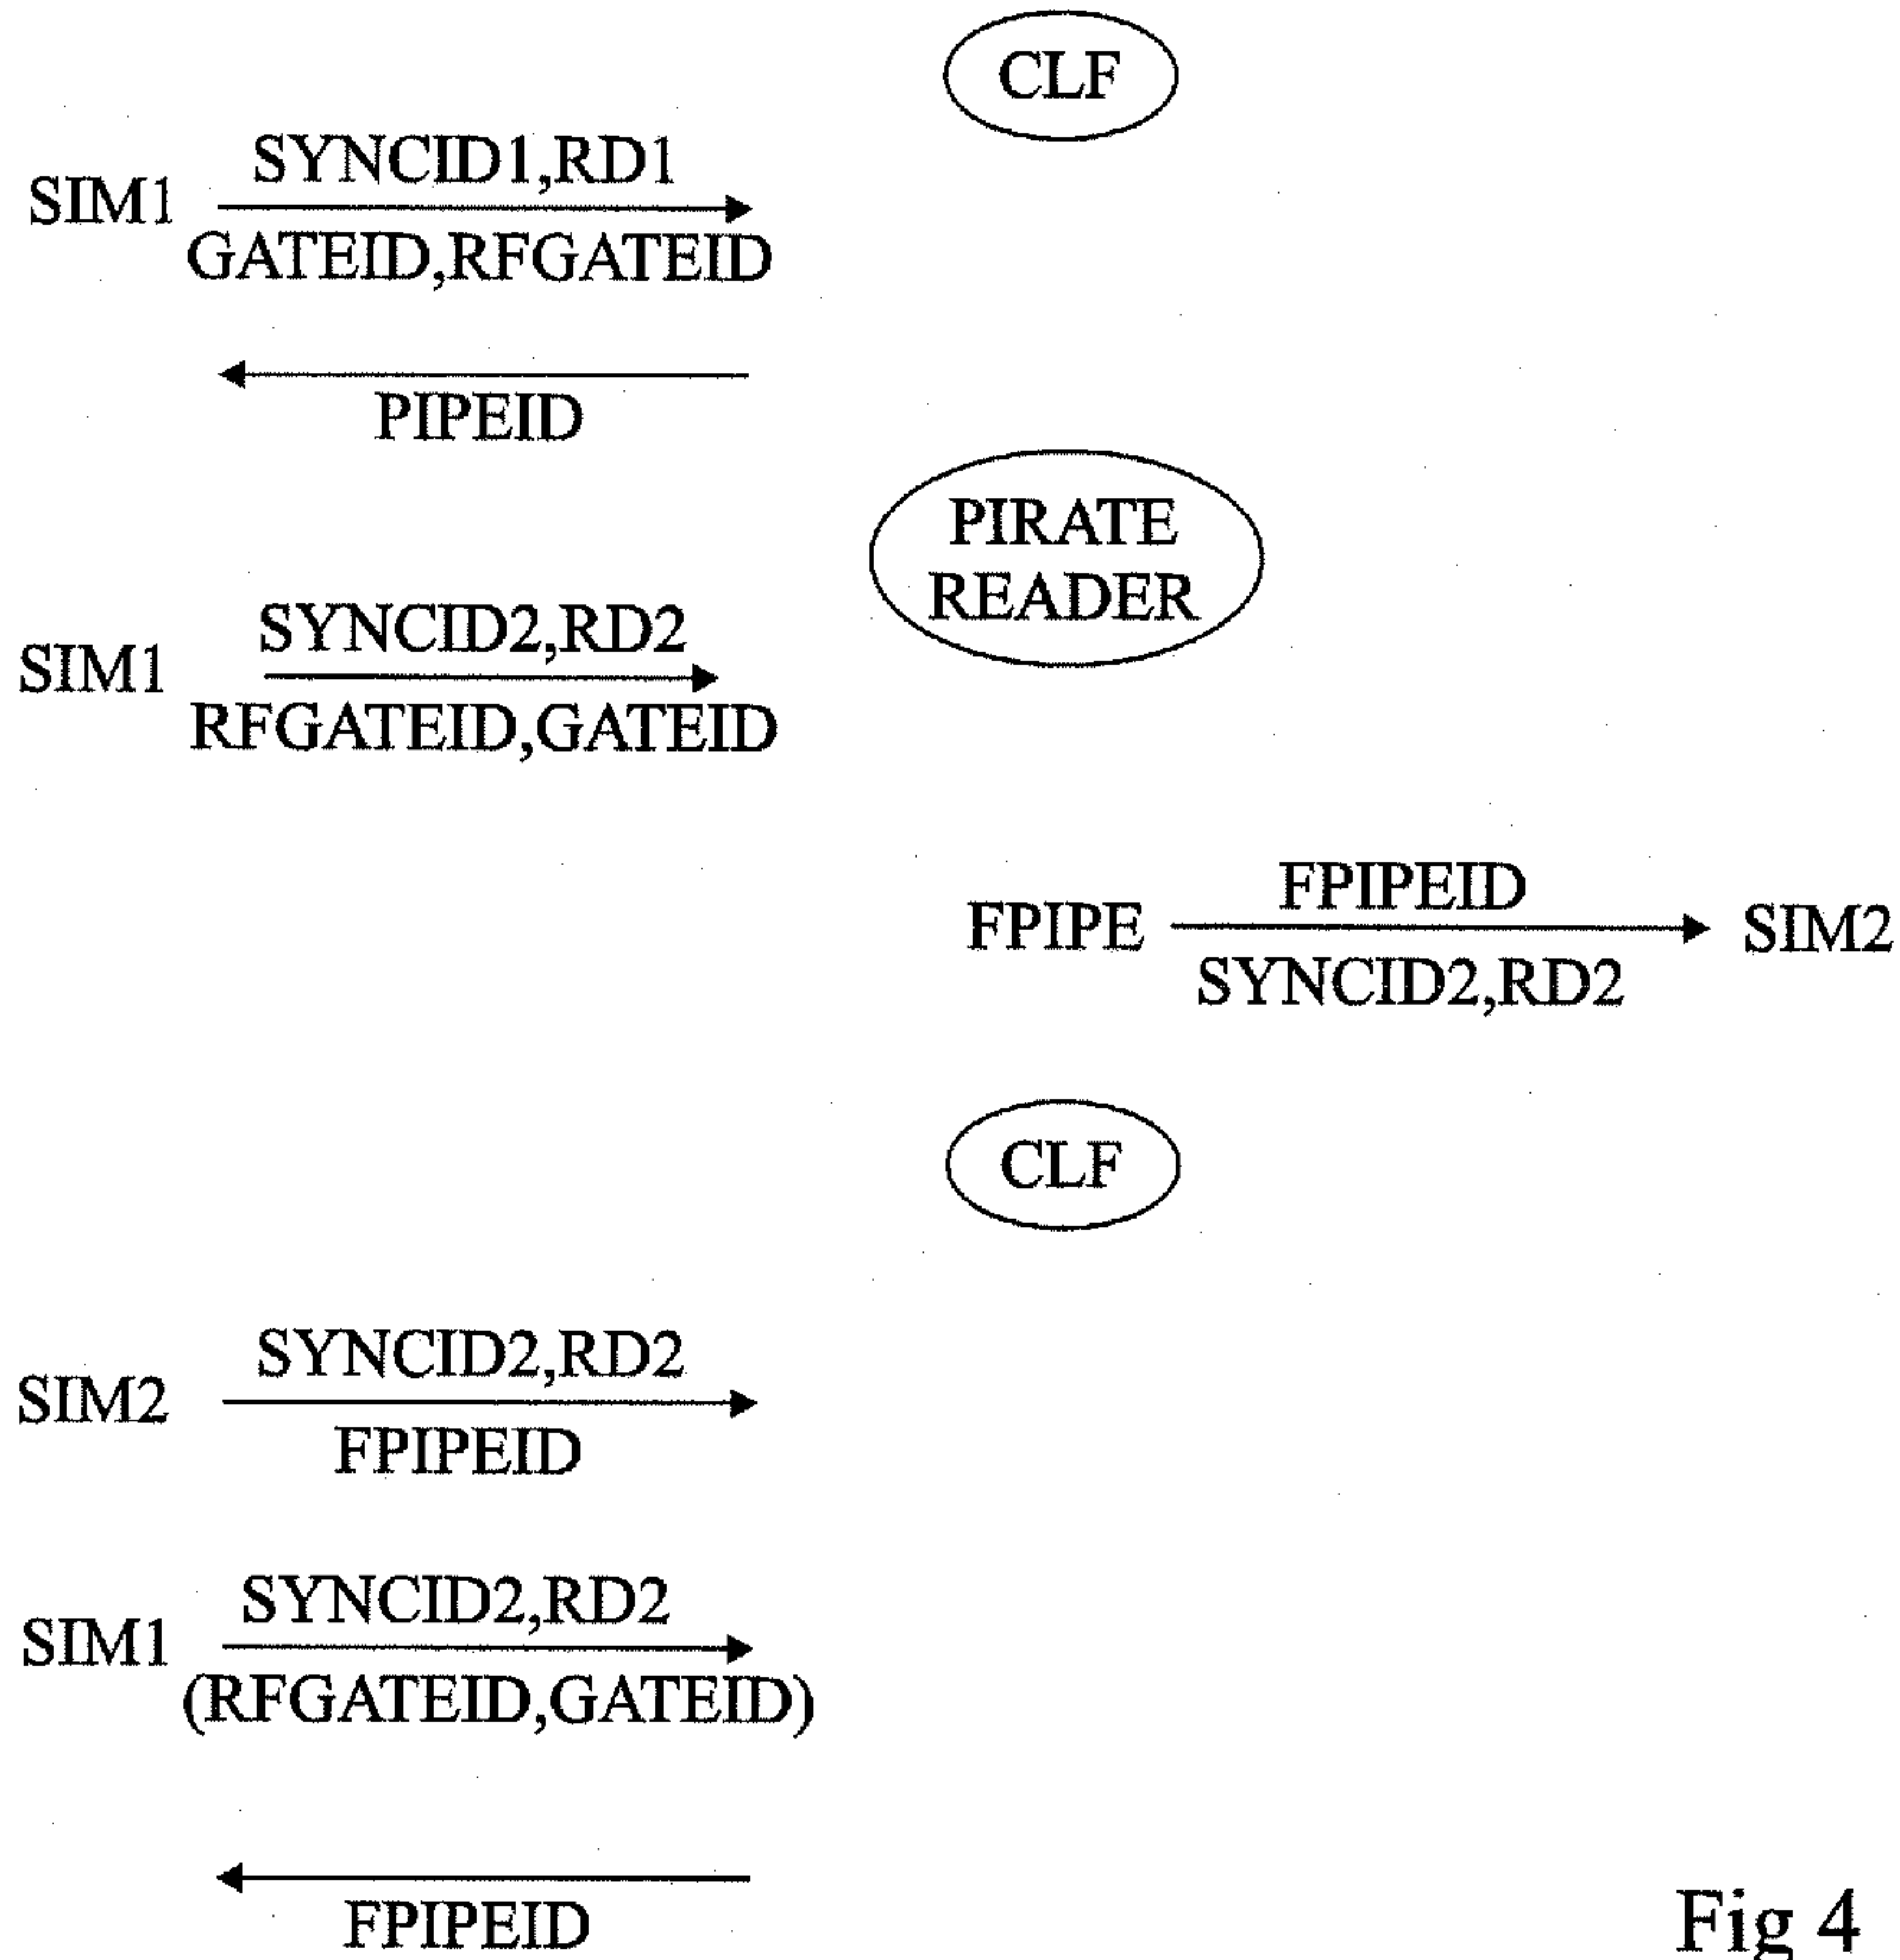 CLF
SYNCID1,RD1
SIM1
GATEID,RFGATEID
PIPEID
PIRATE
READER
SYNCID2,RD2
SIM1
RFGATEID,GATEID
FPIPEID
FPIPE
SIM2
SYNCID2,RD2
CLF
SYNCID2,RD2
SIM2
FPIPEID
SYNCID2,RD2
SIM1
(RFGATEID,GATEID)
FPIPEID
Fig 4